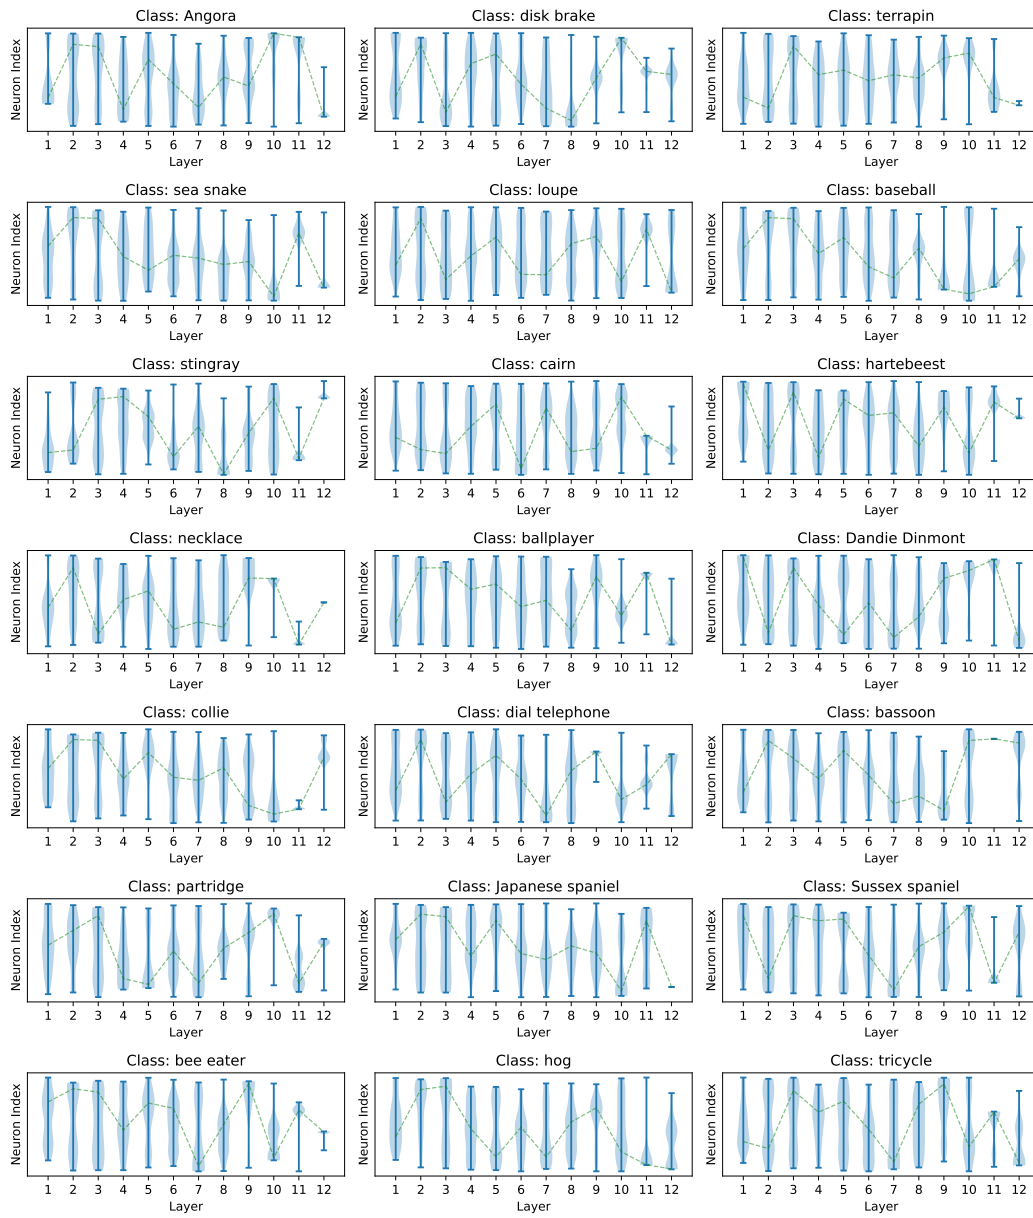 Class: Angora
Neuron Index
1 2 3 4 5 6 7 8 9 10 11 12
Layer
Class: disk brake
Neuron Index
1 2 3 4 5 6 7 8 9 10 11 12
Layer
Class: terrapin
Neuron Index
1 2 3 4 5 6 7 8 9 10 11 12
Layer
Class: sea snake
Neuron Index
1 2 3 4 5 6 7 8 9 10 11 12
Layer
Class: loupe
Neuron Index
1 2 3 4 5 6 7 8 9 10 11 12
Layer
Class: baseball
Neuron Index
1 2 3 4 5 6 7 8 9 10 11 12
Layer
Class: stingray
Neuron Index
1 2 3 4 5 6 7 8 9 10 11 12
Layer
Class: cairn
Neuron Index
1 2 3 4 5 6 7 8 9 10 11 12
Layer
Class: hartebeest
Neuron Index
1 2 3 4 5 6 7 8 9 10 11 12
Layer
Class: necklace
Neuron Index
1 2 3 4 5 6 7 8 9 10 11 12
Layer
Class: ballplayer
Neuron Index
1 2 3 4 5 6 7 8 9 10 11 12
Layer
Class: Dandie Dinmont
Neuron Index
1 2 3 4 5 6 7 8 9 10 11 12
Layer
Class: collie
Neuron Index
1 2 3 4 5 6 7 8 9 10 11 12
Layer
Class: dial telephone
Neuron Index
1 2 3 4 5 6 7 8 9 10 11 12
Layer
Class: bassoon
Neuron Index
1 2 3 4 5 6 7 8 9 10 11 12
Layer
Class: partridge
Neuron Index
1 2 3 4 5 6 7 8 9 10 11 12
Layer
Class: Japanese spaniel
Neuron Index
1 2 3 4 5 6 7 8 9 10 11 12
Layer
Class: Sussex spaniel
Neuron Index
1 2 3 4 5 6 7 8 9 10 11 12
Layer
Class: bee eater
Neuron Index
1 2 3 4 5 6 7 8 9 10 11 12
Layer
Class: hog
Neuron Index
1 2 3 4 5 6 7 8 9 10 11 12
Layer
Class: tricycle
Neuron Index
1 2 3 4 5 6 7 8 9 10 11 12
Layer